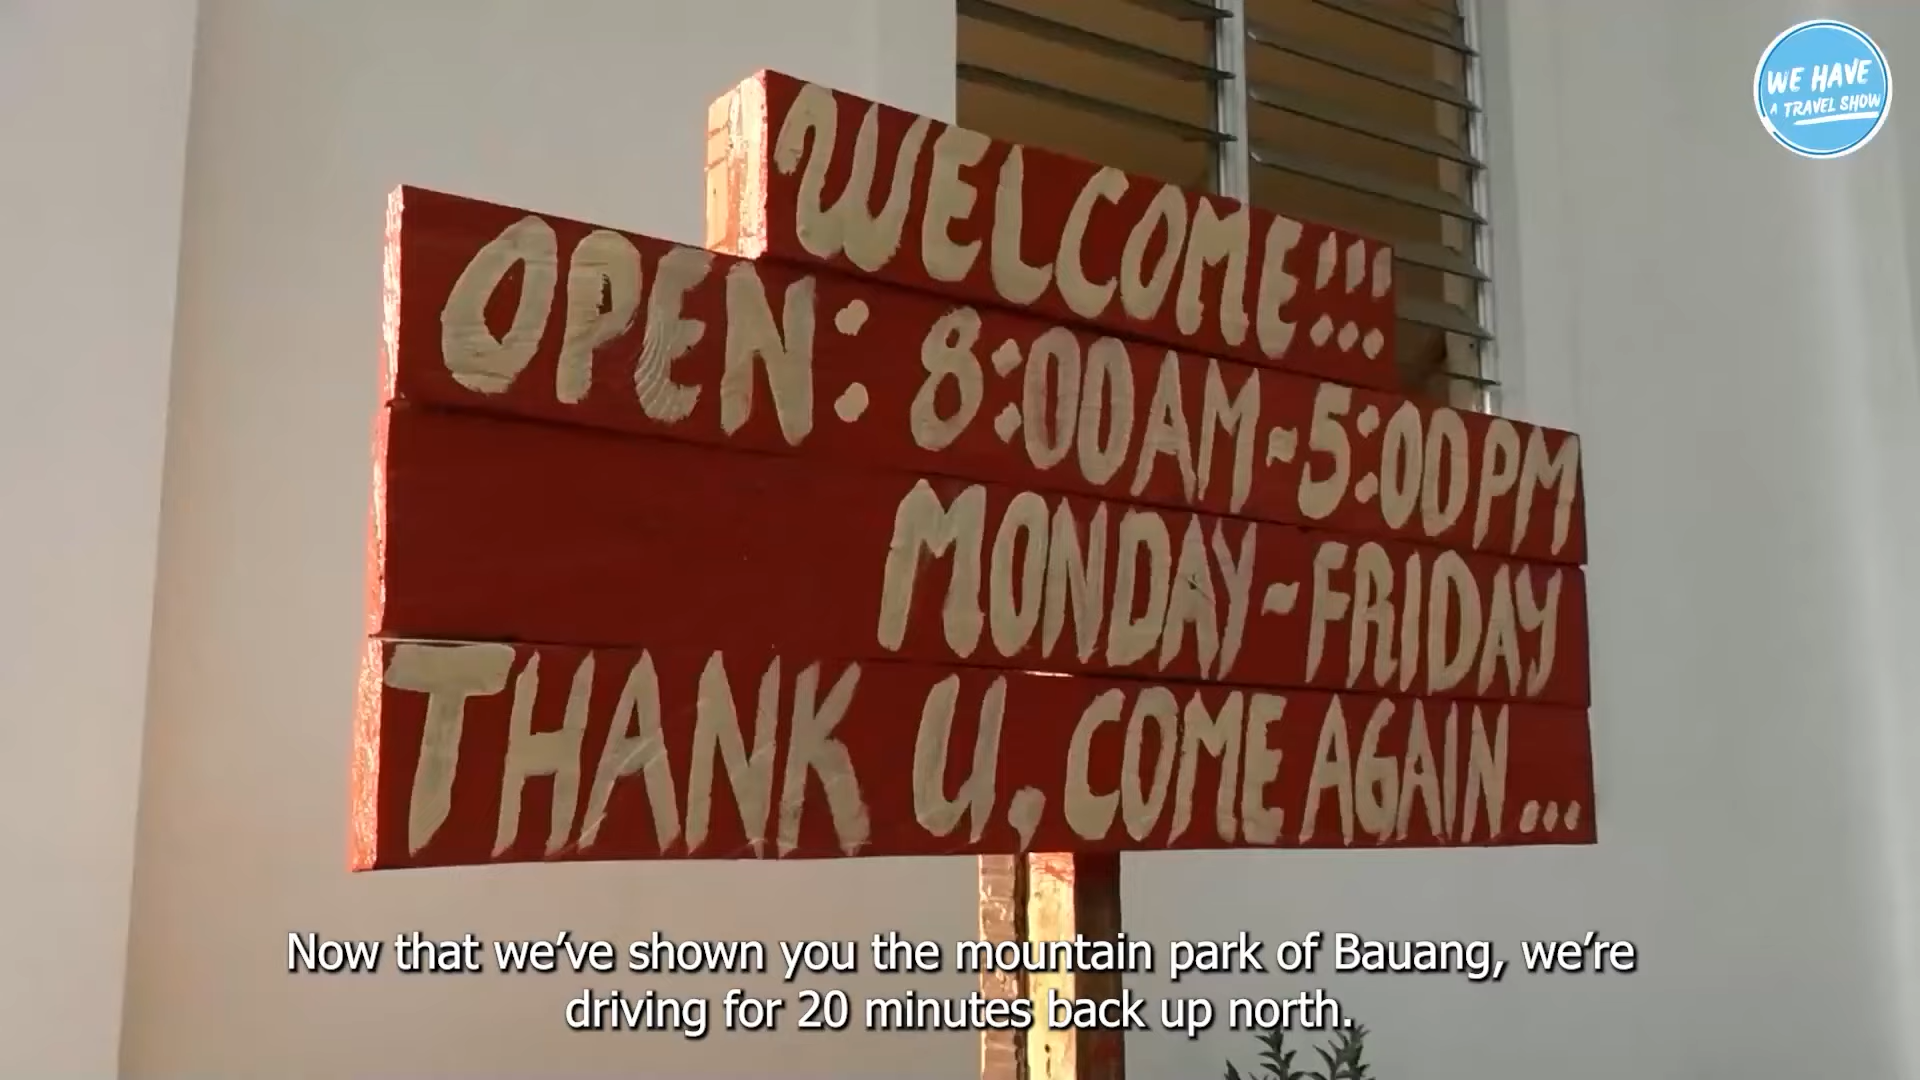 WE HAVE
A TRAVEL SHOW
WELCOME!!!
OPEN: 8:00AM-5:00PM
MONDAY-FRIDAY
THANK U, COME AGAIN...
Now that we've shown you the mountain park of Bauang, we're
driving for 20 minutes back up north.